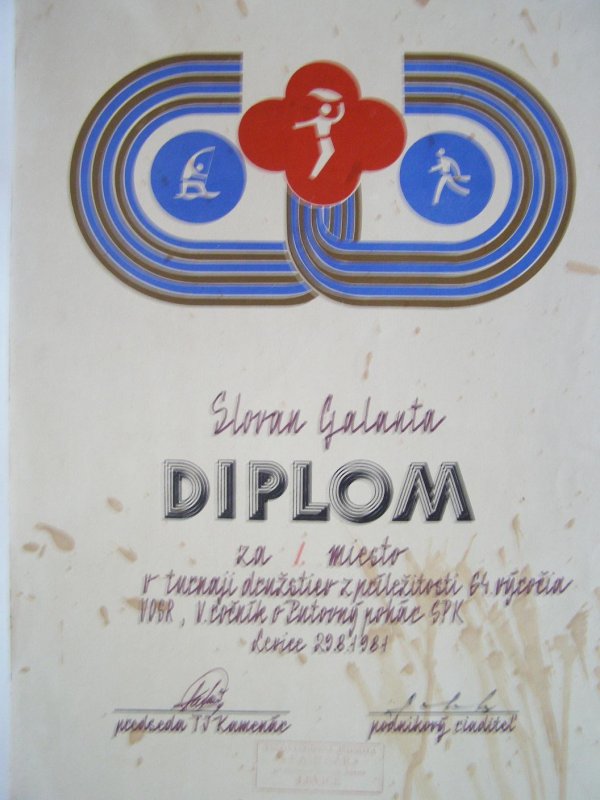 Slovan Galanta
DIPLOM
za 1. miesto
v turnaji družstiev z príležitosti 64. výročia
VOSR, V. ročník o Putovný pohár SPK
Levice 29.8.1981
predseda TJ Kamenár podnikový riaditeľ